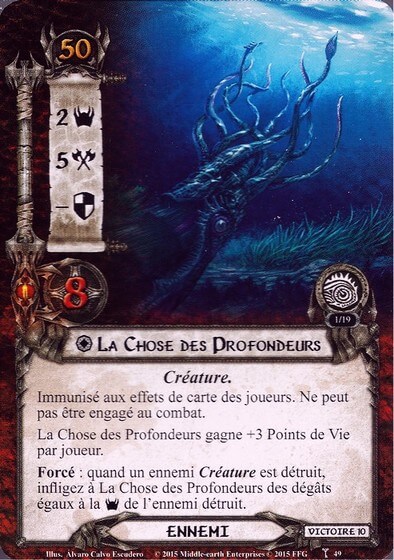 50
2
5
–
8
1/19
La Chose des Profondeurs
Créature.
Immunisé aux effets de carte des joueurs. Ne peut
pas être engagé au combat.
La Chose des Profondeurs gagne +3 Points de Vie
par joueur.
Forcé : quand un ennemi Créature est détruit,
infligez à La Chose des Profondeurs des dégâts
égaux à la de l'ennemi détruit.
ENNEMI
VICTOIRE 10
Illus. Álvaro Calvo Escudero © 2015 Middle-earth Enterprises © 2015 FFG 49